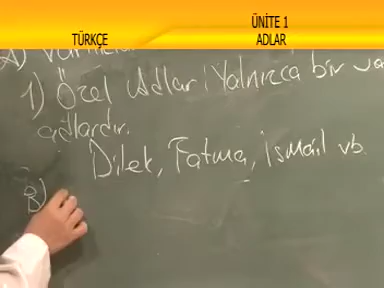 TÜRKÇE
ÜNİTE 1
ADLAR
A)
1) Özel Adlar: Yalnızca bir
adlardır.
Dilek, Fatma, İsmail vb.
B)